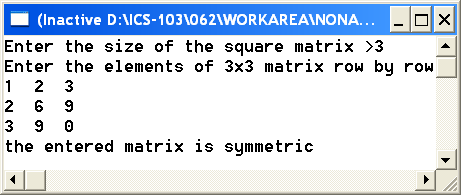 (Inactive D:\ICS-103\062\WORKAREA\NONA...
Enter the size of the square matrix >3
Enter the elements of 3x3 matrix row by row
1 2 3
2 6 9
3 9 0
the entered matrix is symmetric